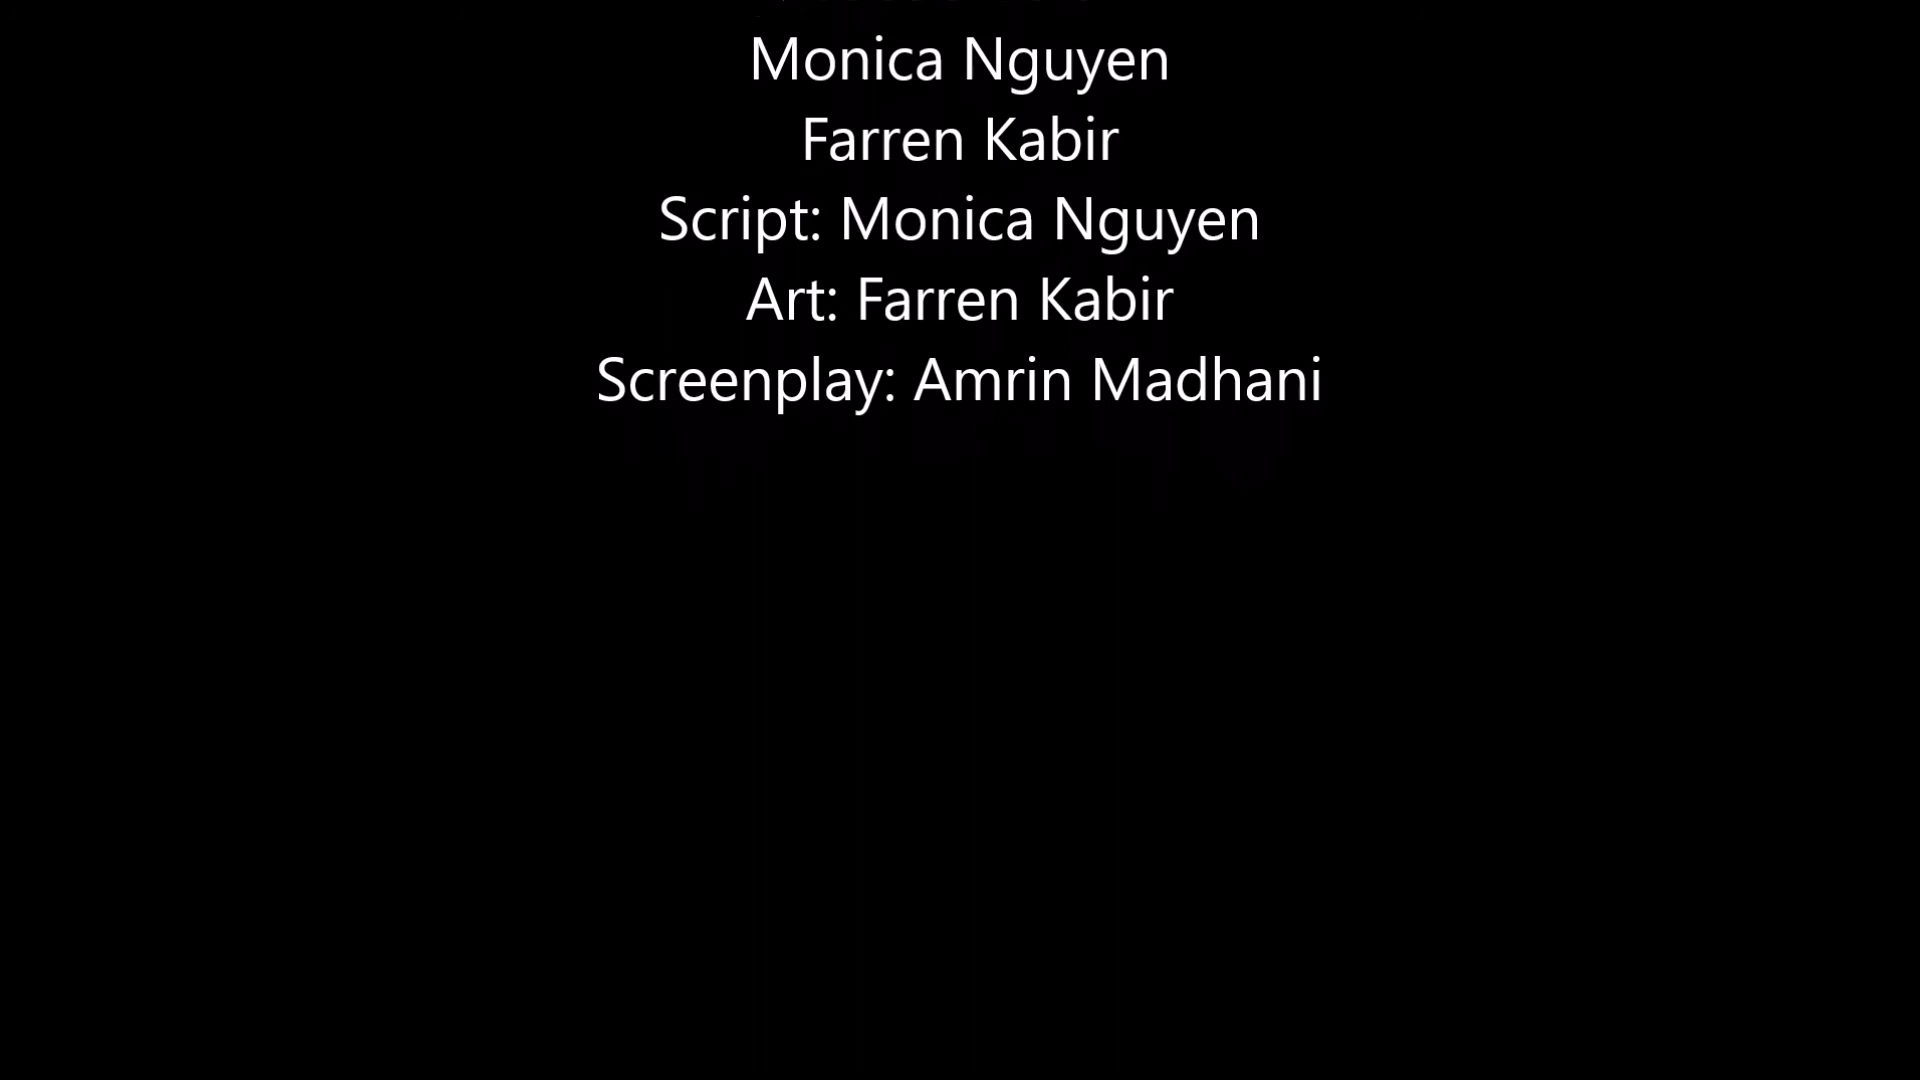 Monica Nguyen
Farren Kabir
Script: Monica Nguyen
Art: Farren Kabir
Screenplay: Amrin Madhani